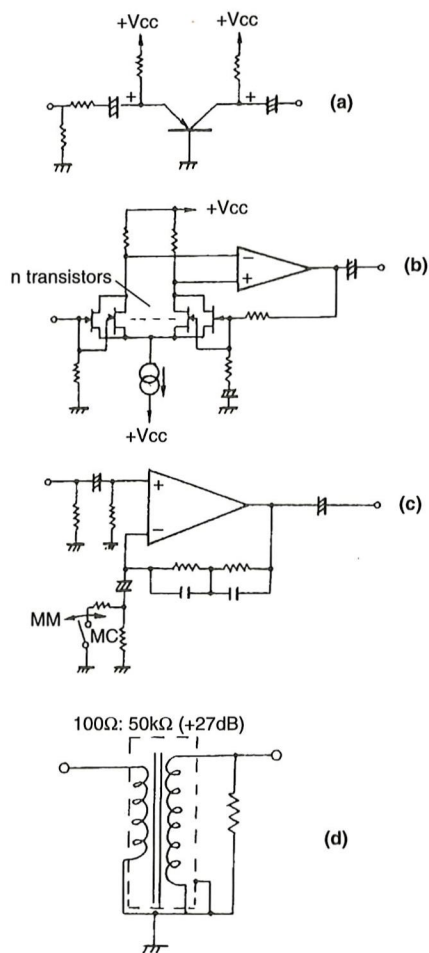 +Vcc +Vcc
+ +
(a)
+Vcc
n transistors
−
+
(b)
+Vcc
+
−
(c)
MM
MC
100Ω: 50kΩ (+27dB)
(d)